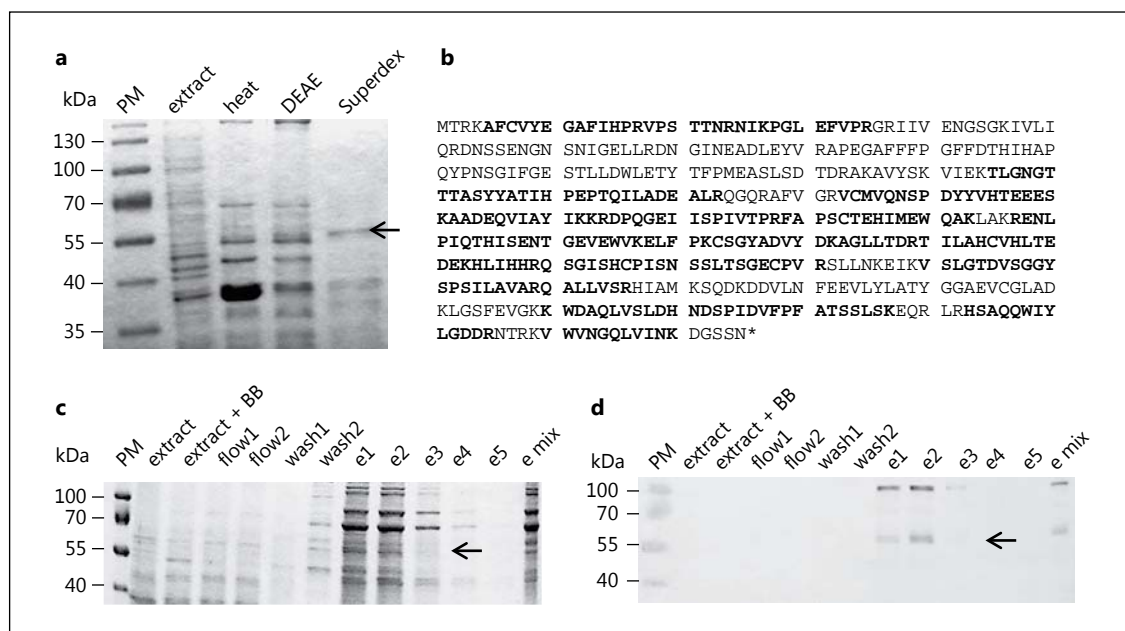 a
kDa
PM
extract
heat
DEAE
Superdex
130
100
70
55
40
35
b
MTRKAFCVYE GAFIHPRVPS TTNRNIKPGL EFVPRGRIIV ENGSGKIVLI
QRDNSSENGN SNIGELLRDN GINEADLEYV RAPEGAFFFP GFFDTHIHAP
QYPNSGIFGE STLLDWLETY TFPMEASLSD TDRAKAVYSK VIEKTLGNGT
TTASYYATIH PEPTQILADE ALRQGQRAFV GRVCMVQNSP DYYVHTEEES
KAADEQVIAY IKKRDPQGEI ISPIVTPRFA PSCTEHIMEW QAKLAKRENL
PIQTHISENT GEVEWVKELF PKCSGYADVY DKAGLLTDRT ILAHCVHLTE
DEKHLIHHRQ SGISHCPISN SSLTSGECPV RSLLNKEIKV SLGTDVSGGY
SPSILAVARQ ALLVSRHIAM KSQDKDDVLN FEEVLYLATY GGAEVCGLAD
KLGSFEVGKK WDAQLVSLDH NDSPIDVFPF ATSSLSKEQR LRHSAQQWIY
LGDDRNTRKV WVNGQLVINK DGSSN*
c
kDa
PM
extract
extract + BB
flow1
flow2
wash1
wash2
e1
e2
e3
e4
e5
e mix
100
70
55
40
d
kDa
PM
extract
extract + BB
flow1
flow2
wash1
wash2
e1
e2
e3
e4
e5
e mix
100
70
55
40